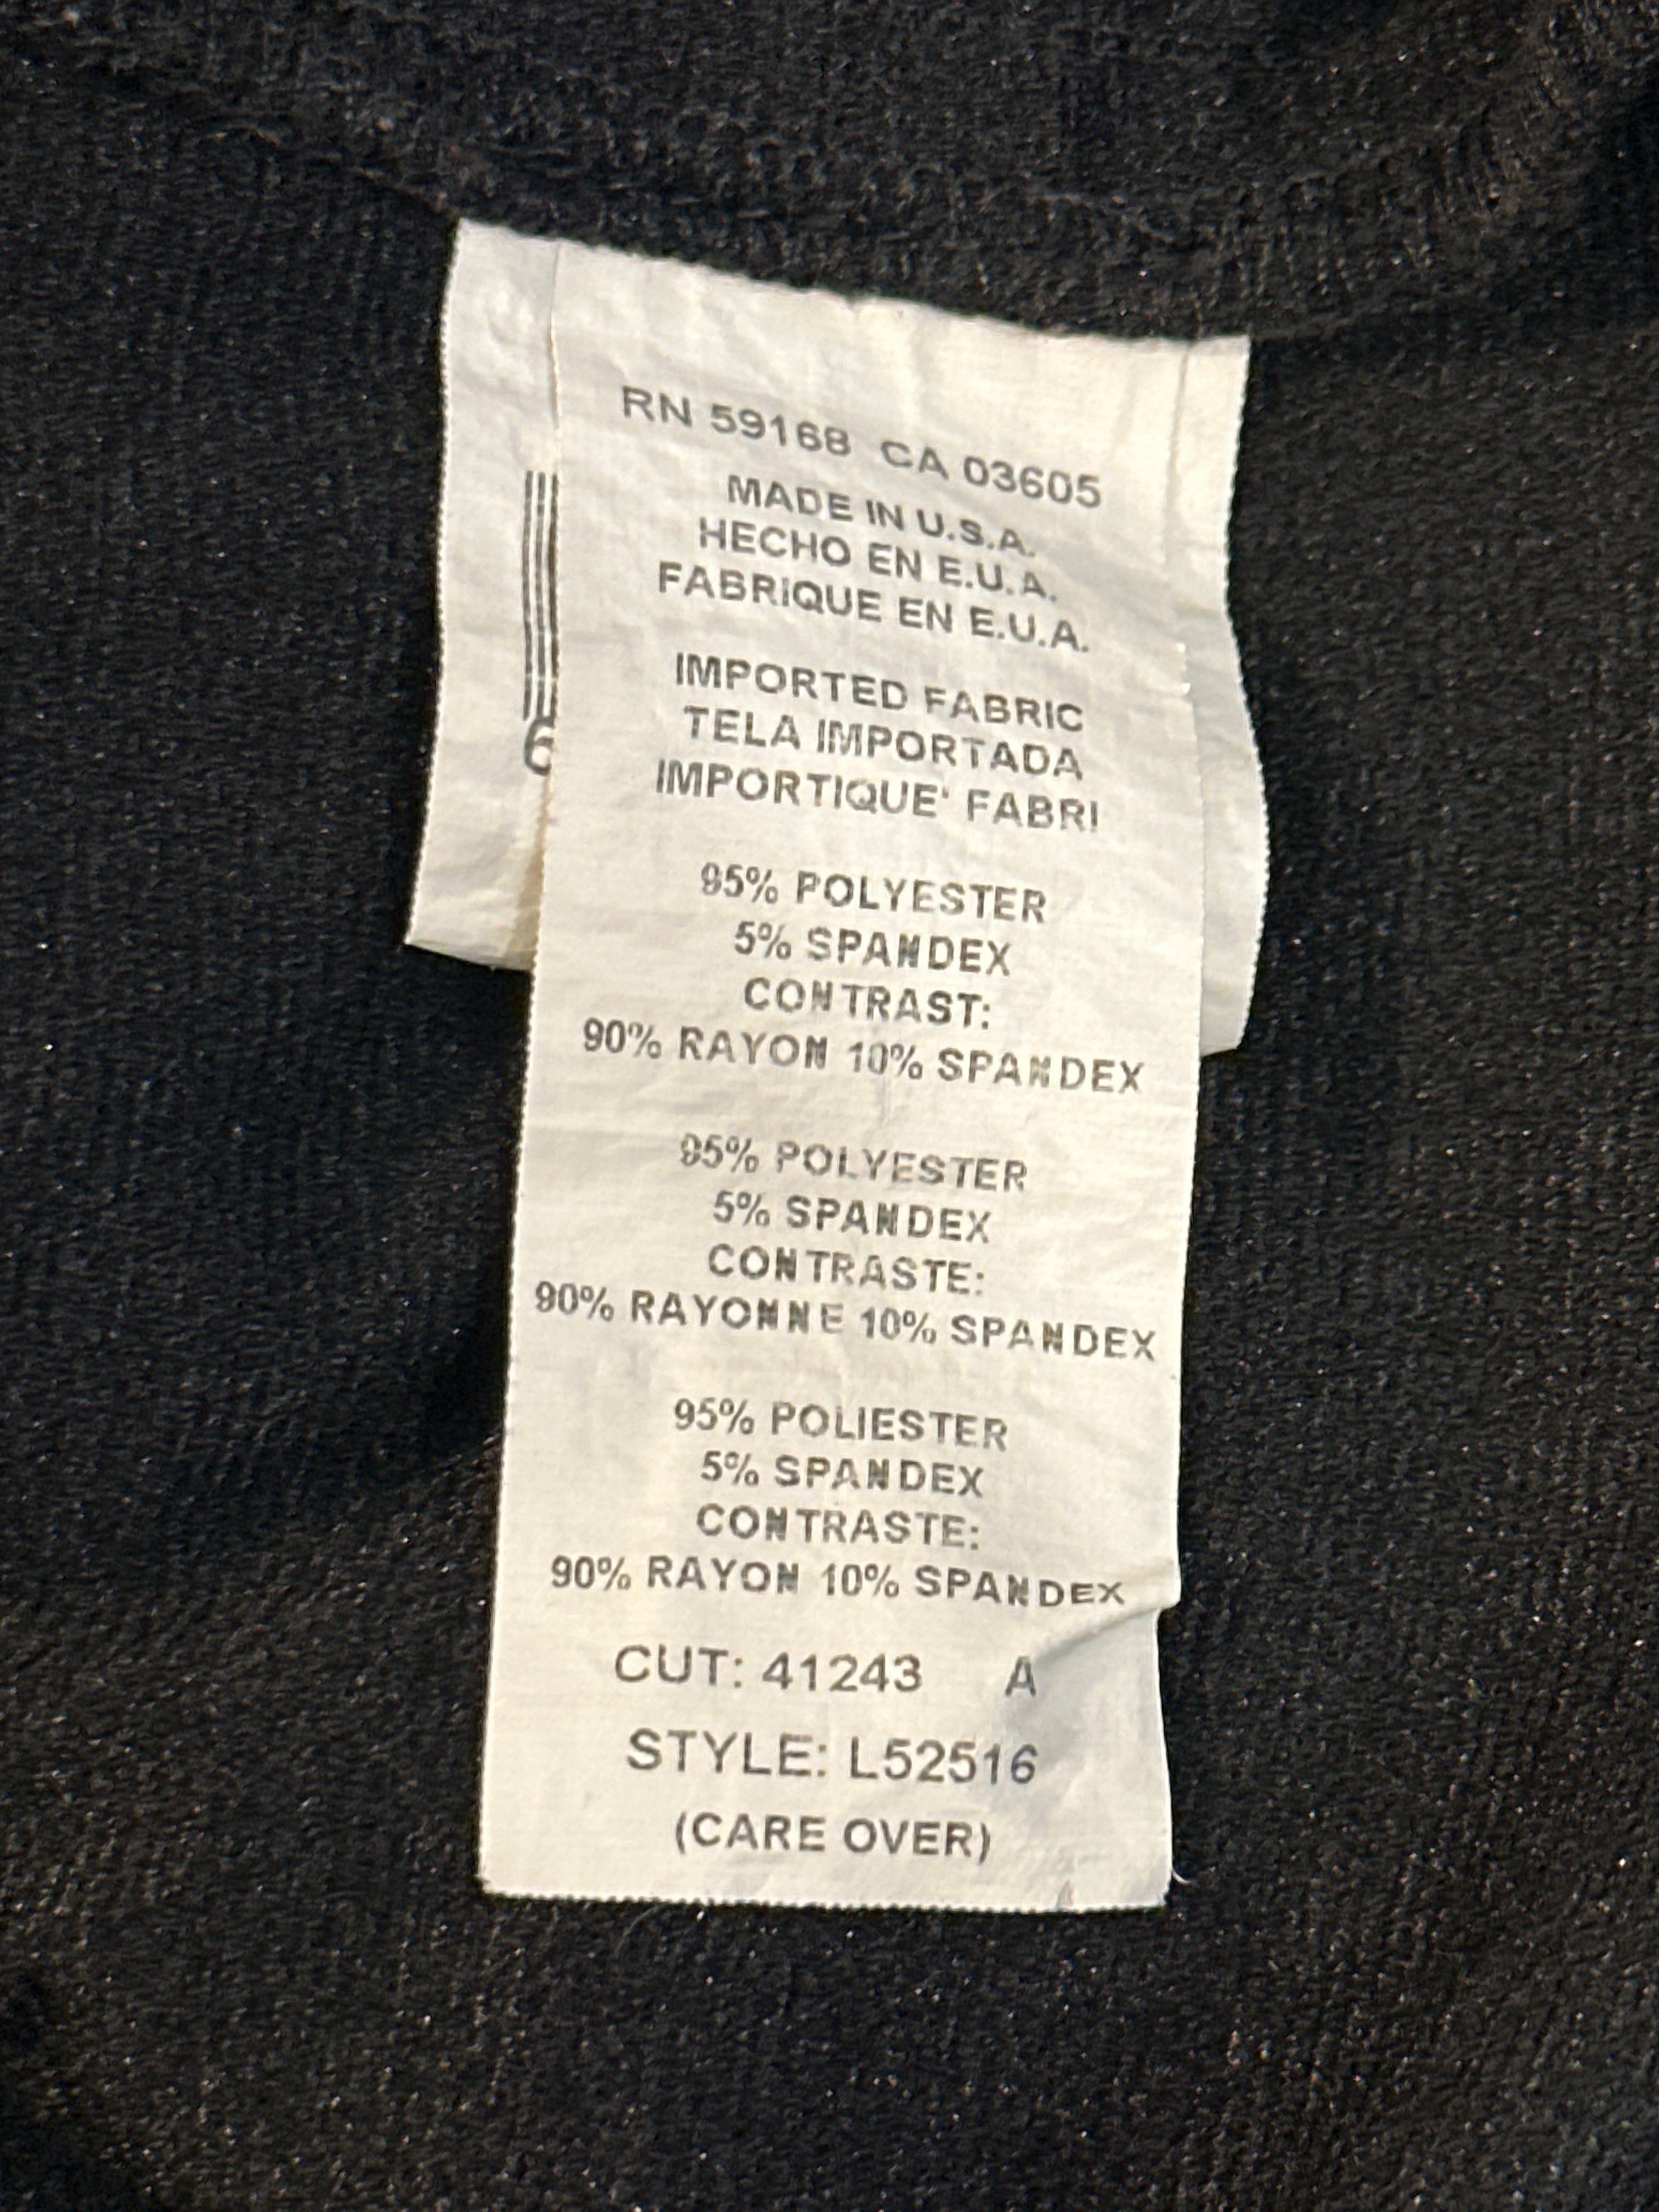 RN 59168 CA 03605
MADE IN U.S.A.
HECHO EN E.U.A.
FABRIQUE EN E.U.A.
IMPORTED FABRIC
TELA IMPORTADA
IMPORTIQUE' FABRI
6
95% POLYESTER
5% SPANDEX
CONTRAST:
90% RAYON 10% SPANDEX
95% POLYESTER
5% SPANDEX
CONTRASTE:
90% RAYONNE 10% SPANDEX
95% POLIESTER
5% SPANDEX
CONTRASTE:
90% RAYON 10% SPANDEX
CUT: 41243 A
STYLE: L52516
(CARE OVER)